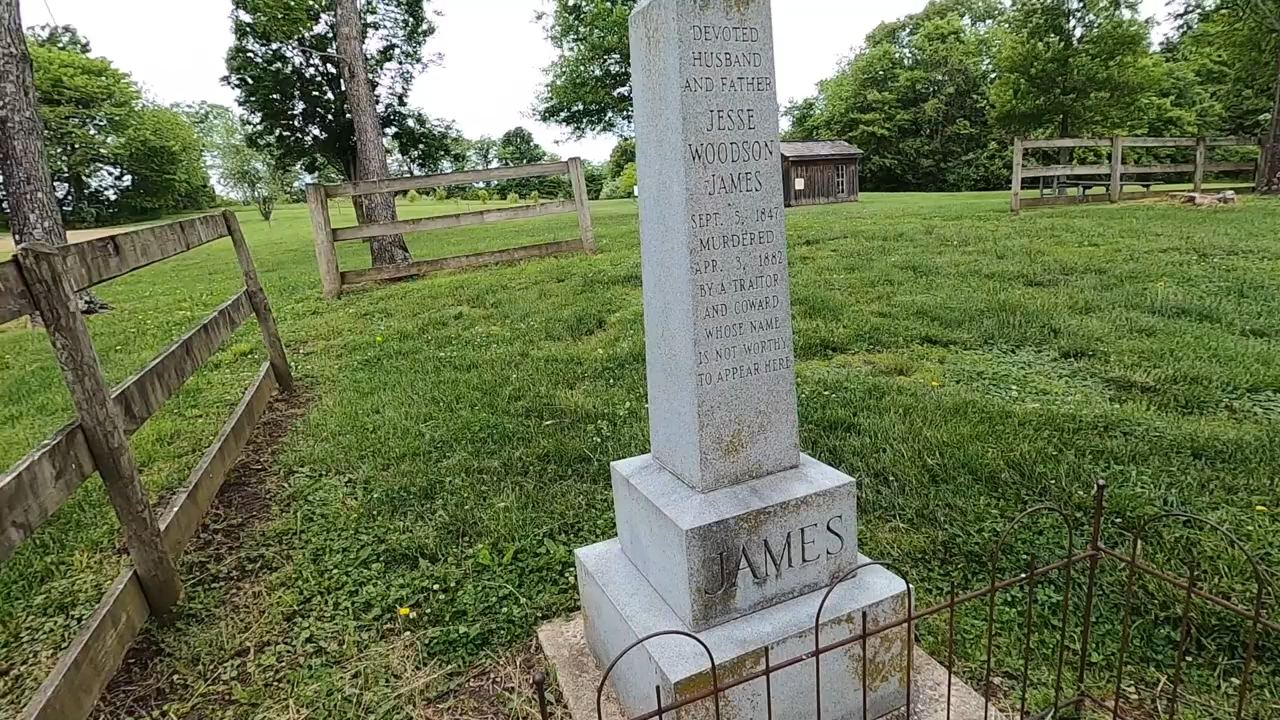 DEVOTED
HUSBAND
AND FATHER
JESSE
WOODSON
JAMES
SEPT. 5, 1847
MURDERED
APR. 3, 1882
BY A TRAITOR
AND COWARD
WHOSE NAME
IS NOT WORTHY
TO APPEAR HERE
JAMES